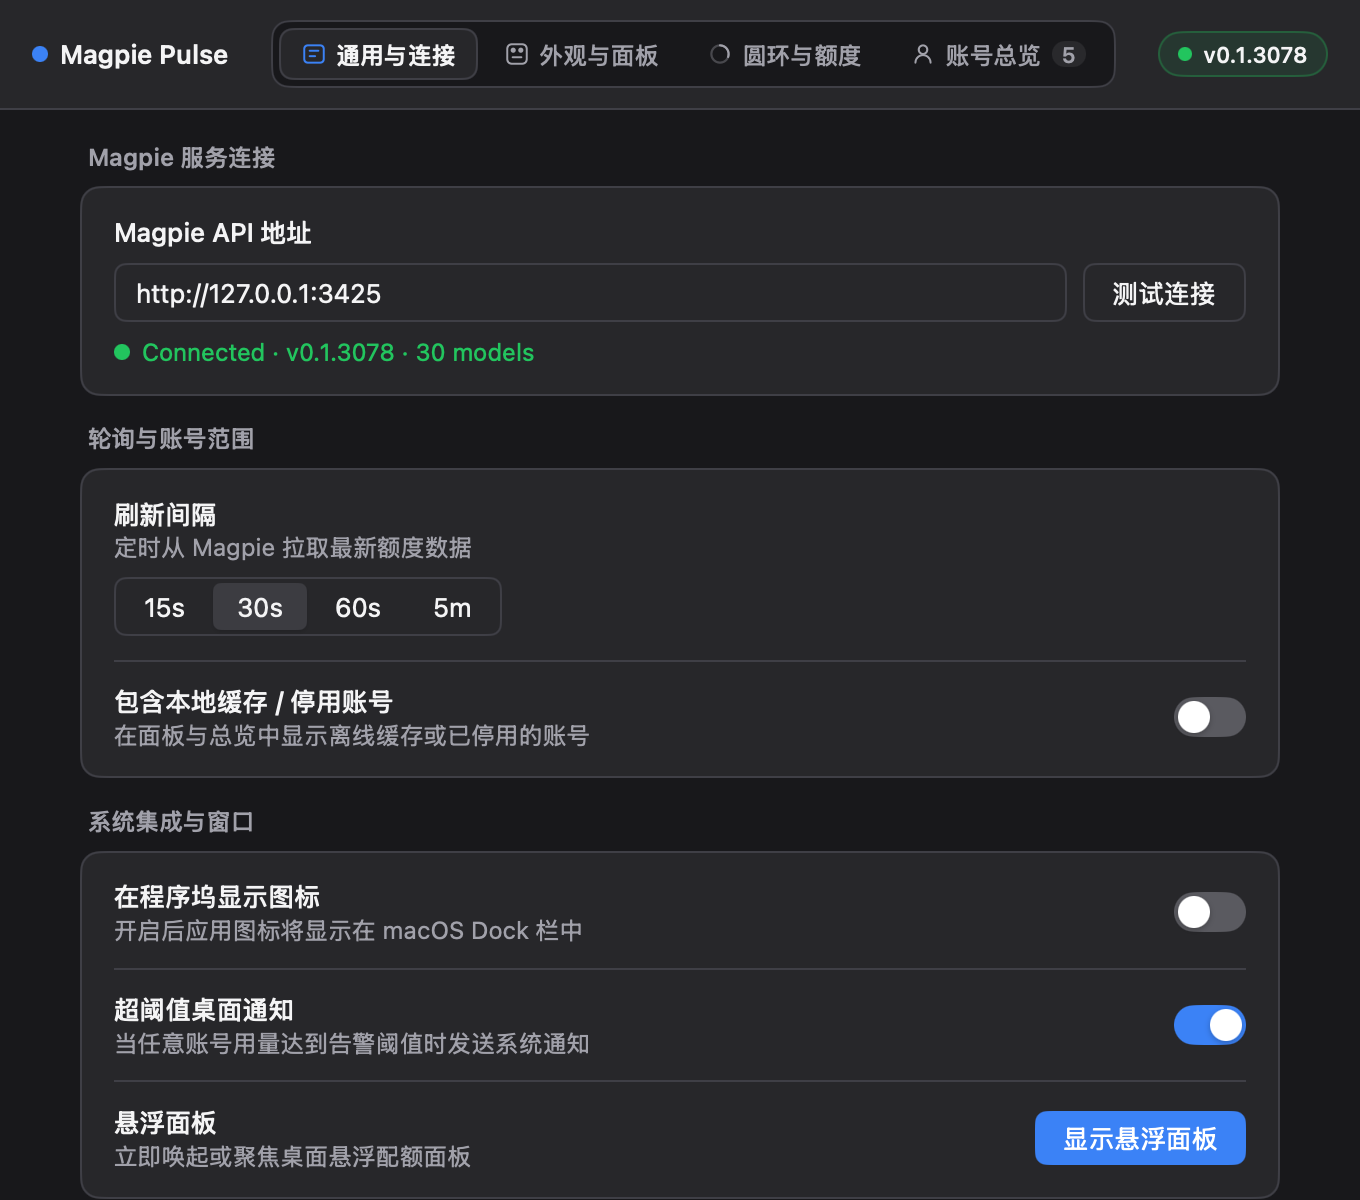 Magpie Pulse
通用与连接
外观与面板
圆环与额度
账号总览 5
v0.1.3078
Magpie 服务连接
Magpie API 地址
http://127.0.0.1:3425
测试连接
Connected · v0.1.3078 · 30 models
轮询与账号范围
刷新间隔
定时从 Magpie 拉取最新额度数据
15s 30s 60s 5m
包含本地缓存 / 停用账号
在面板与总览中显示离线缓存或已停用的账号
系统集成与窗口
在程序坞显示图标
开启后应用图标将显示在 macOS Dock 栏中
超阈值桌面通知
当任意账号用量达到告警阈值时发送系统通知
悬浮面板
立即唤起或聚焦桌面悬浮配额面板
显示悬浮面板